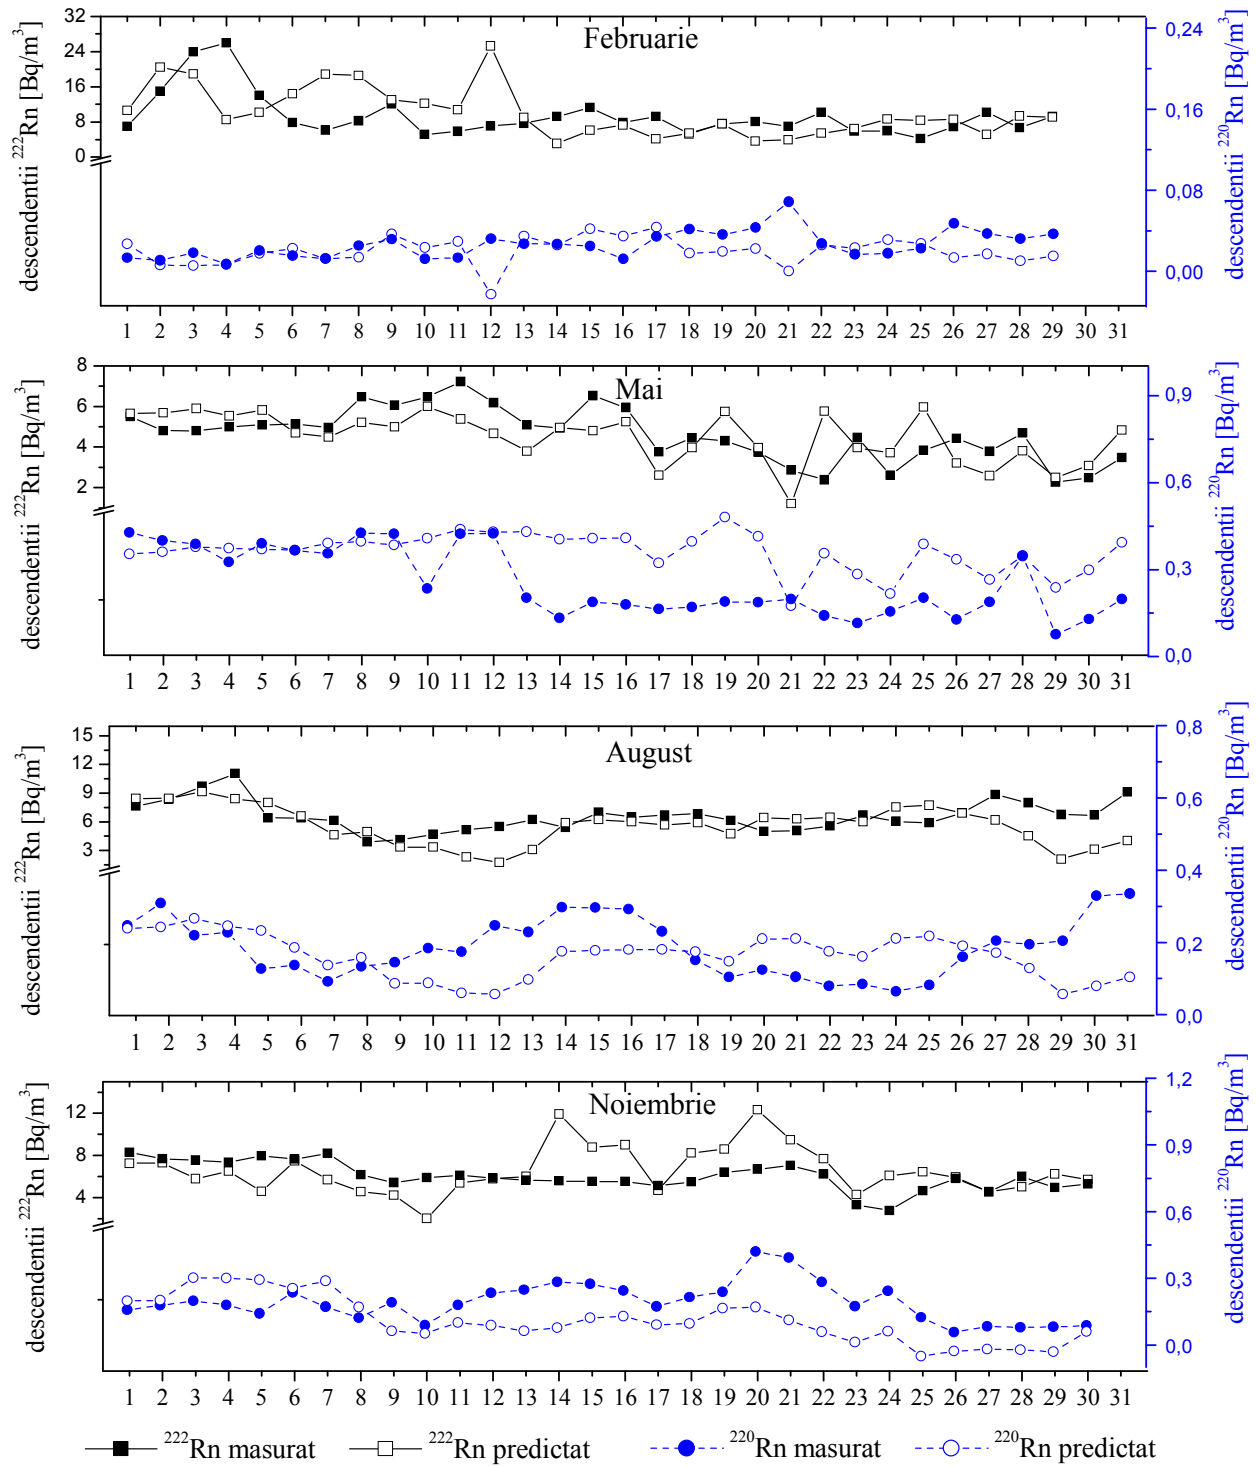 Februarie
descendentii ²²²Rn [Bq/m³]
32
24
16
8
0
0,24
0,16
0,08
0,00
descendentii ²²⁰Rn [Bq/m³]
1 2 3 4 5 6 7 8 9 10 11 12 13 14 15 16 17 18 19 20 21 22 23 24 25 26 27 28 29 30 31
Mai
descendentii ²²²Rn [Bq/m³]
8
6
4
2
0,9
0,6
0,3
0,0
descendentii ²²⁰Rn [Bq/m³]
1 2 3 4 5 6 7 8 9 10 11 12 13 14 15 16 17 18 19 20 21 22 23 24 25 26 27 28 29 30 31
August
descendentii ²²²Rn [Bq/m³]
15
12
9
6
3
0,8
0,6
0,4
0,2
0,0
descendentii ²²⁰Rn [Bq/m³]
1 2 3 4 5 6 7 8 9 10 11 12 13 14 15 16 17 18 19 20 21 22 23 24 25 26 27 28 29 30 31
Noiembrie
descendentii ²²²Rn [Bq/m³]
12
8
4
1,2
0,9
0,6
0,3
0,0
descendentii ²²⁰Rn [Bq/m³]
1 2 3 4 5 6 7 8 9 10 11 12 13 14 15 16 17 18 19 20 21 22 23 24 25 26 27 28 29 30 31
²²²Rn masurat ²²²Rn predictat ²²⁰Rn masurat ²²⁰Rn predictat